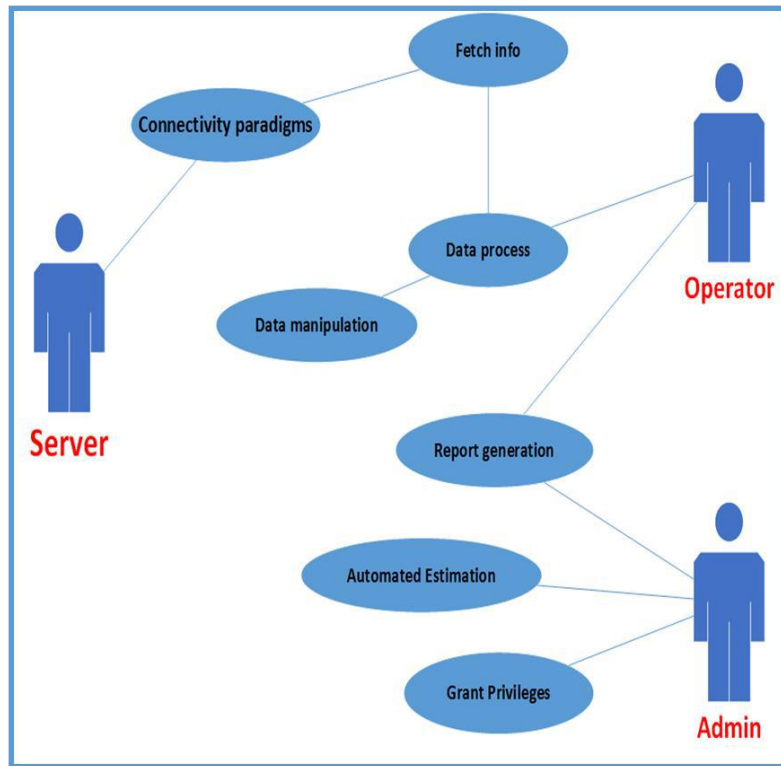 Fetch info
Connectivity paradigms
Data process
Operator
Data manipulation
Server
Report generation
Automated Estimation
Grant Privileges
Admin